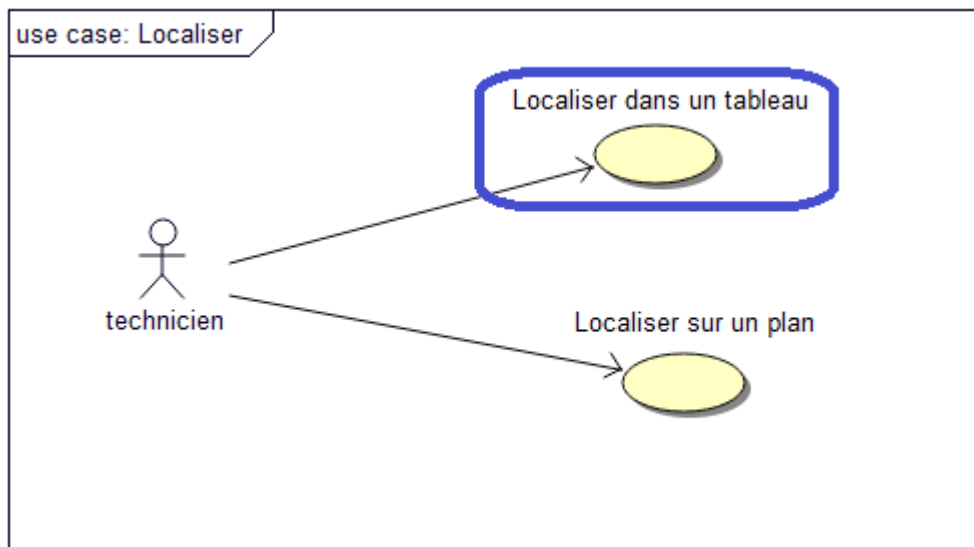 use case: Localiser
Localiser dans un tableau
technicien
Localiser sur un plan